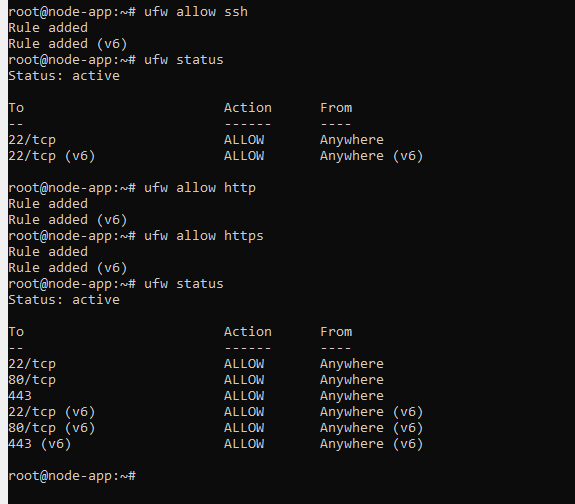 root@node-app:~# ufw allow ssh
Rule added
Rule added (v6)
root@node-app:~# ufw status
Status: active
To                         Action      From
--                         ------      ----
22/tcp                     ALLOW       Anywhere
22/tcp (v6)                ALLOW       Anywhere (v6)
root@node-app:~# ufw allow http
Rule added
Rule added (v6)
root@node-app:~# ufw allow https
Rule added
Rule added (v6)
root@node-app:~# ufw status
Status: active
To                         Action      From
--                         ------      ----
22/tcp                     ALLOW       Anywhere
80/tcp                     ALLOW       Anywhere
443                        ALLOW       Anywhere
22/tcp (v6)                ALLOW       Anywhere (v6)
80/tcp (v6)                ALLOW       Anywhere (v6)
443 (v6)                   ALLOW       Anywhere (v6)
root@node-app:~#